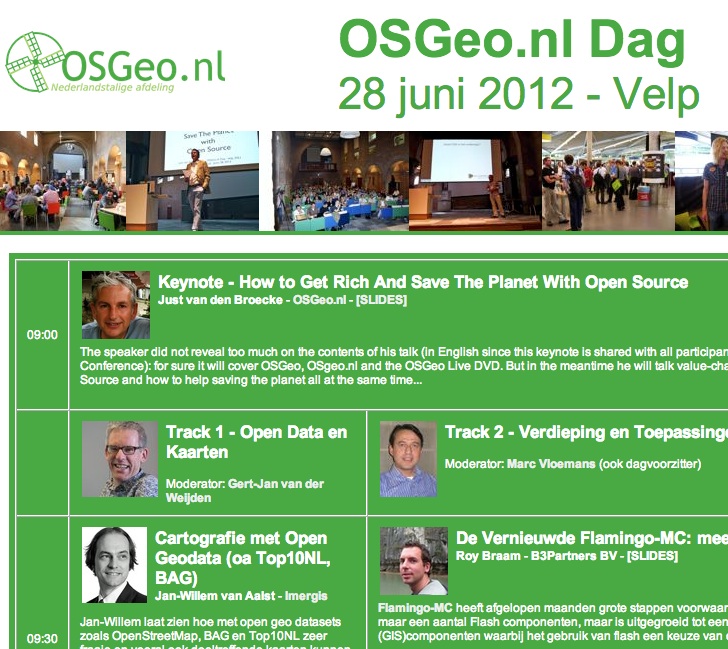 OSGeo.nl
Nederlandstalige afdeling
OSGeo.nl Dag
28 juni 2012 - Velp
Save The Planet
with
Open Source
09:00
Keynote - How to Get Rich And Save The Planet With Open Source
Just van den Broecke - OSGeo.nl - [SLIDES]
The speaker did not reveal too much on the contents of his talk (in English since this keynote is shared with all participan
Conference): for sure it will cover OSGeo, OSgeo.nl and the OSGeo Live DVD. But in the meantime he will talk value-cha
Source and how to help saving the planet all at the same time...
Track 1 - Open Data en
Kaarten
Moderator: Gert-Jan van der
Weijden
Track 2 - Verdieping en Toepassinge
Moderator: Marc Vloemans (ook dagvoorzitter)
09:30
Cartografie met Open
Geodata (oa Top10NL,
BAG)
Jan-Willem van Aalst - Imergis
Jan-Willem laat zien hoe met open geo datasets
zoals OpenStreetMap, BAG en Top10NL zeer
De Vernieuwde Flamingo-MC: mee
Roy Braam - B3Partners BV - [SLIDES]
Flamingo-MC heeft afgelopen maanden grote stappen voorwaar
maar een aantal Flash componenten, maar is uitgegroeid tot een
(GIS)componenten waarbij het gebruik van flash een keuze van d